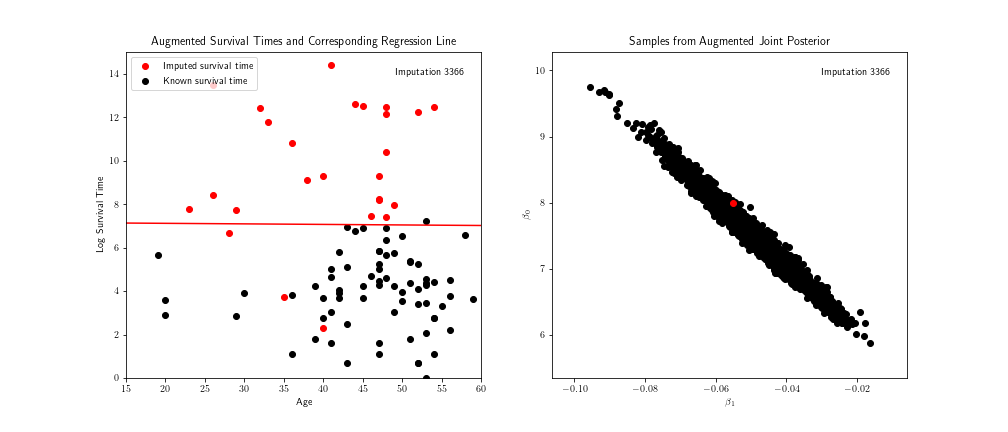 Augmented Survival Times and Corresponding Regression Line
Imputed survival time
Known survival time
Imputation 3366
14
12
10
8
6
4
2
0
Log Survival Time
15 20 25 30 35 40 45 50 55 60
Age
Samples from Augmented Joint Posterior
Imputation 3366
10
9
8
7
6
β0
−0.10 −0.08 −0.06 −0.04 −0.02
β1